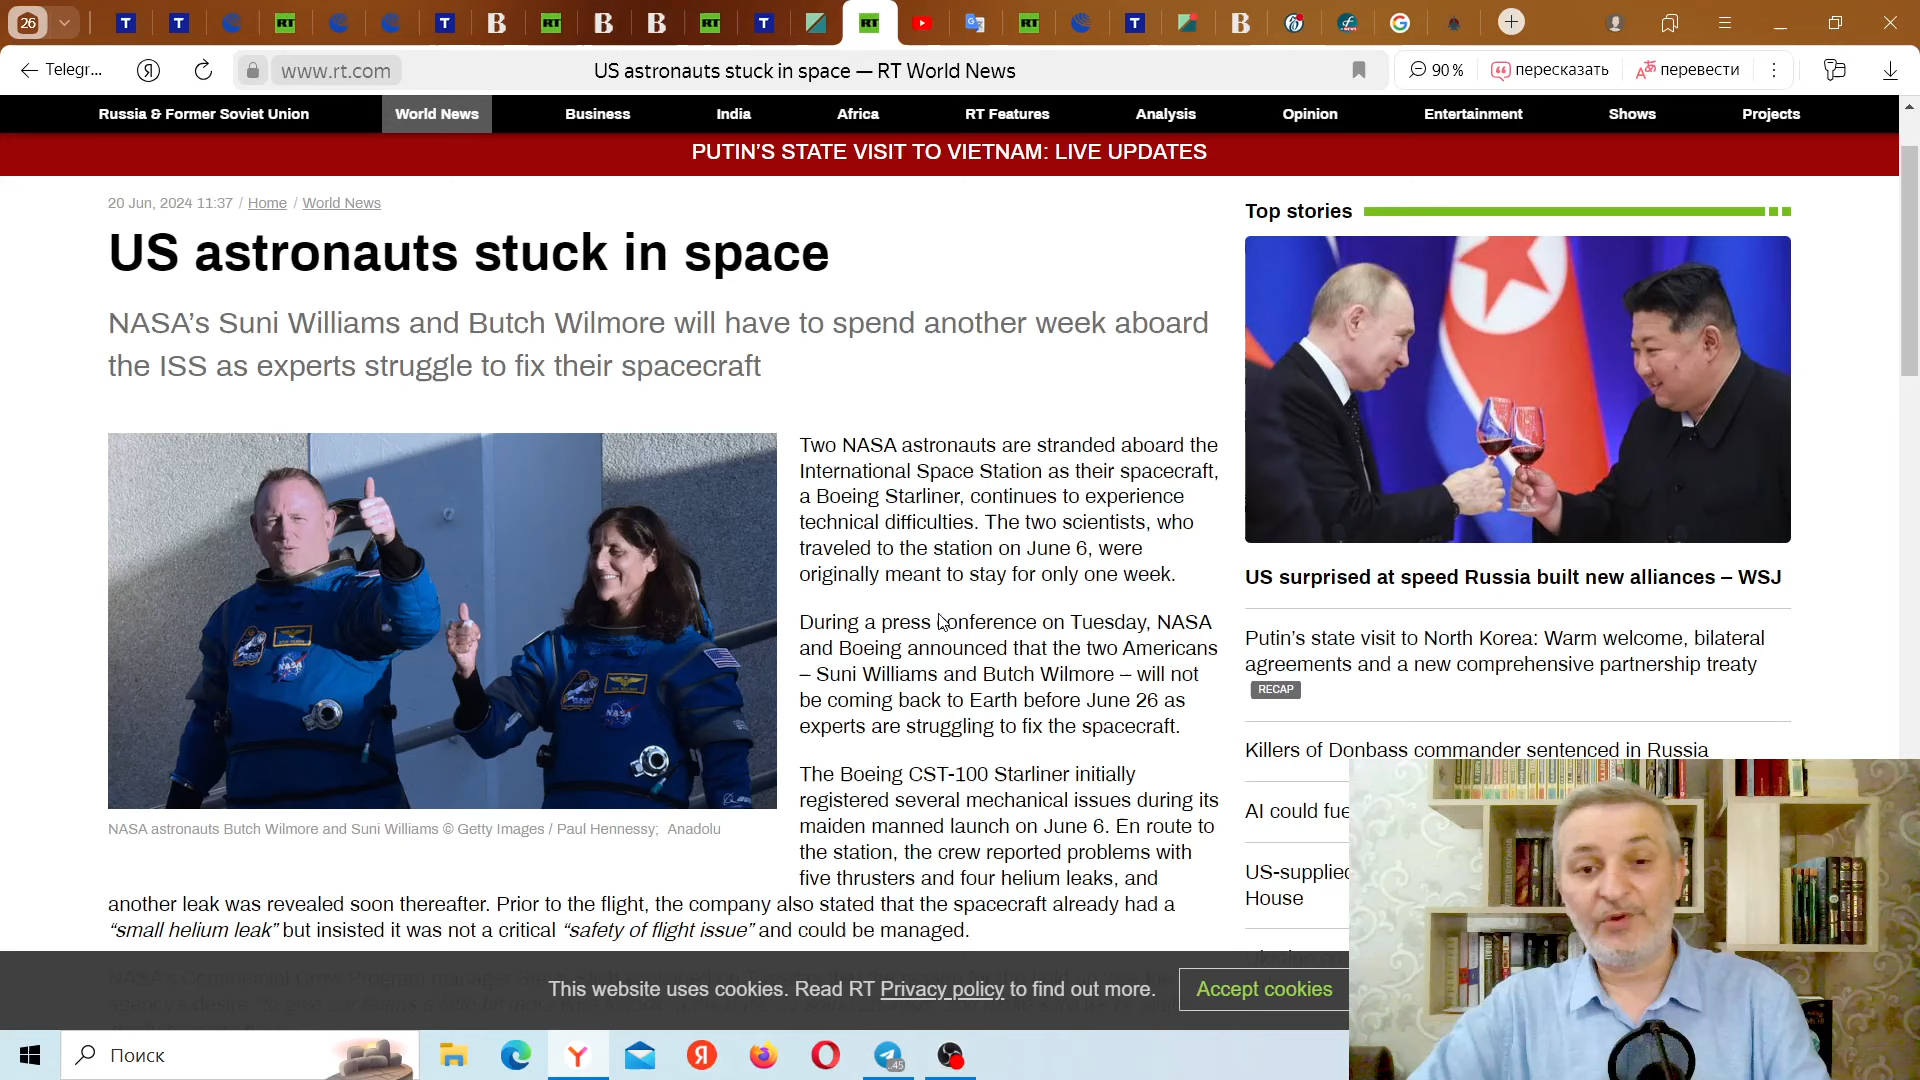 26
T
T
RT
T
B
RT
B
B
RT
T
RT
RT
T
B
Telegr...
Я
www.rt.com
US astronauts stuck in space — RT World News
90 %
пересказать
перевести
Russia & Former Soviet Union
World News
Business
India
Africa
RT Features
Analysis
Opinion
Entertainment
Shows
Projects
PUTIN’S STATE VISIT TO VIETNAM: LIVE UPDATES
20 Jun, 2024 11:37 / Home / World News
US astronauts stuck in space
NASA’s Suni Williams and Butch Wilmore will have to spend another week aboard
the ISS as experts struggle to fix their spacecraft
NASA
NASA
NASA astronauts Butch Wilmore and Suni Williams © Getty Images / Paul Hennessy; Anadolu
Two NASA astronauts are stranded aboard the
International Space Station as their spacecraft,
a Boeing Starliner, continues to experience
technical difficulties. The two scientists, who
traveled to the station on June 6, were
originally meant to stay for only one week.
During a press conference on Tuesday, NASA
and Boeing announced that the two Americans
– Suni Williams and Butch Wilmore – will not
be coming back to Earth before June 26 as
experts are struggling to fix the spacecraft.
The Boeing CST-100 Starliner initially
registered several mechanical issues during its
maiden manned launch on June 6. En route to
the station, the crew reported problems with
five thrusters and four helium leaks, and
another leak was revealed soon thereafter. Prior to the flight, the company also stated that the spacecraft already had a
“small helium leak” but insisted it was not a critical “safety of flight issue” and could be managed.
Top stories
US surprised at speed Russia built new alliances – WSJ
Putin’s state visit to North Korea: Warm welcome, bilateral
agreements and a new comprehensive partnership treaty
RECAP
Killers of Donbass commander sentenced in Russia
AI could fue
US-supplied
House
This website uses cookies. Read RT Privacy policy to find out more.
Accept cookies
Поиск
Y
Я
45